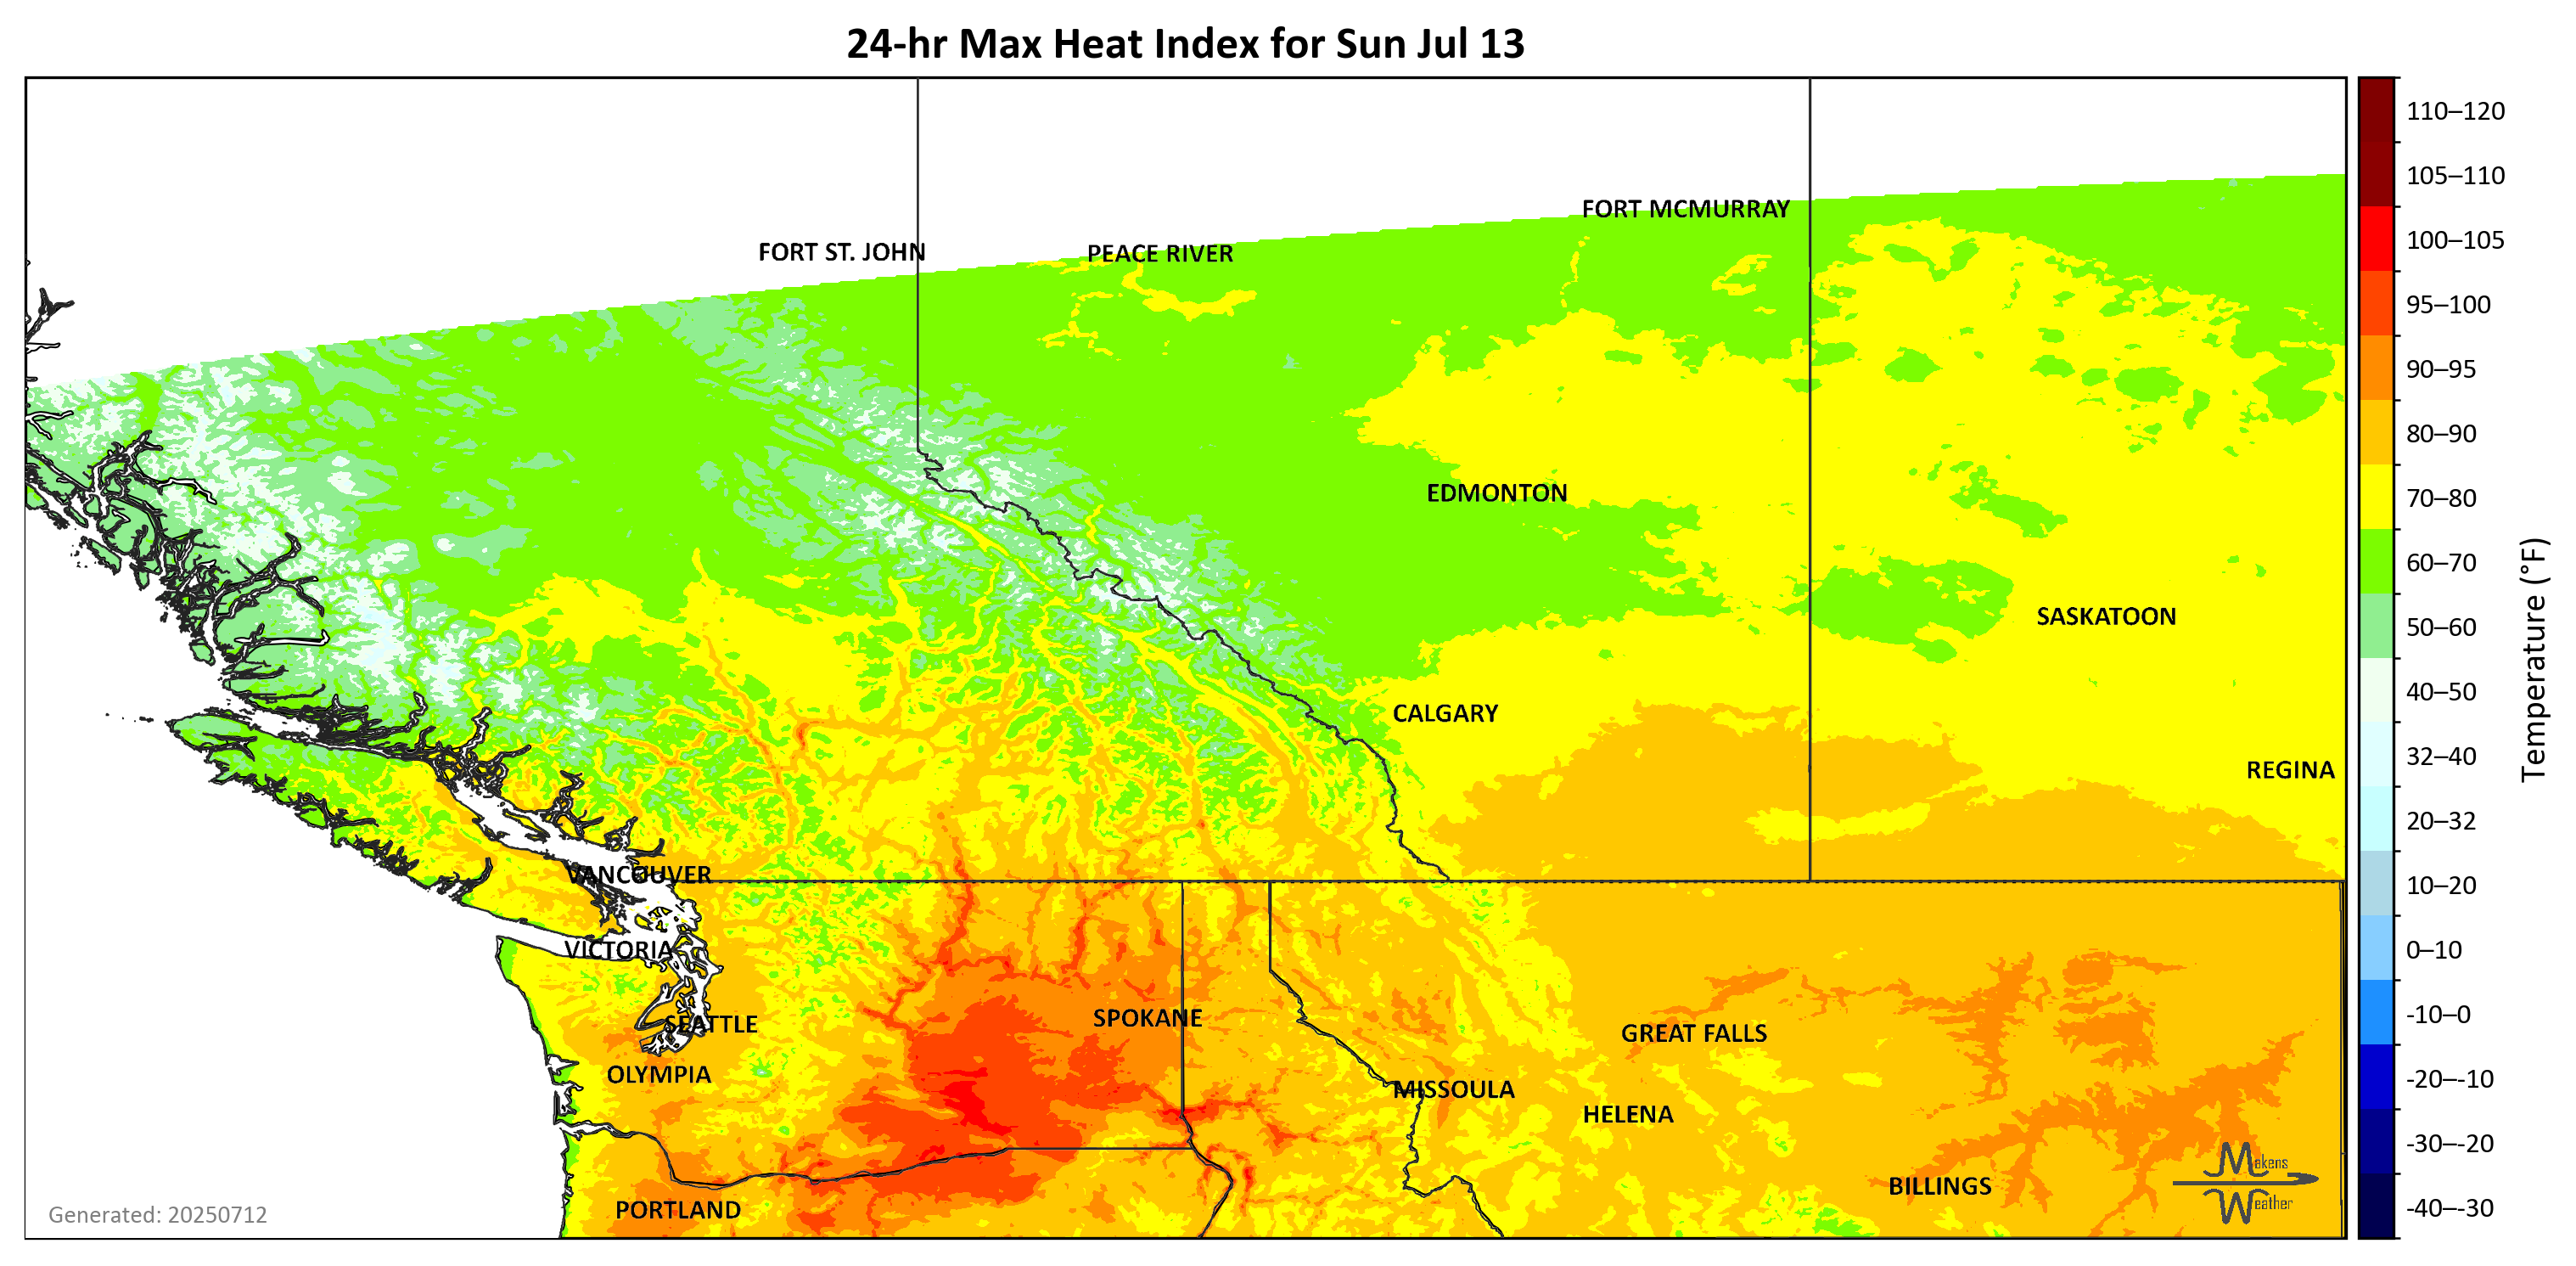 24-hr Max Heat Index for Sun Jul 13
FORT MCMURRAY
FORT ST. JOHN
PEACE RIVER
EDMONTON
SASKATOON
CALGARY
REGINA
VANCOUVER
VICTORIA
SEATTLE
SPOKANE
GREAT FALLS
OLYMPIA
MISSOULA
HELENA
BILLINGS
PORTLAND
Makens
Weather
Generated: 20250712
110–120
105–110
100–105
95–100
90–95
80–90
70–80
60–70
50–60
40–50
32–40
20–32
10–20
0–10
-10–0
-20–-10
-30–-20
-40–-30
Temperature (°F)